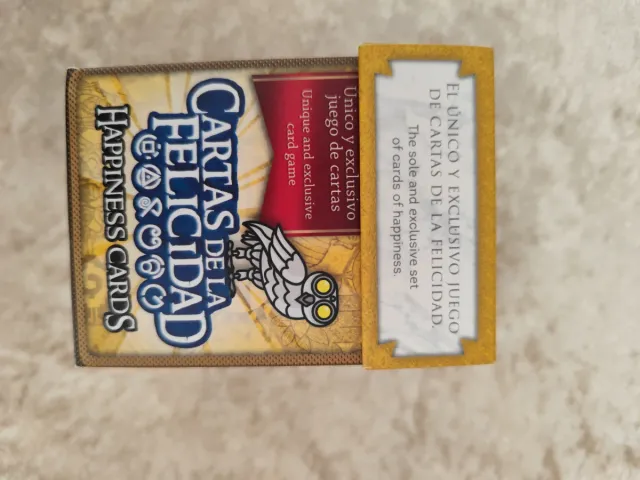 EL ÚNICO Y EXCLUSIVO JUEGO
DE CARTAS DE LA FELICIDAD.
The sole and exclusive set
of cards of happiness.
Único y exclusivo
juego de cartas
Unique and exclusive
card game
CARTAS DE LA
FELICIDAD
HAPPINESS CARDS